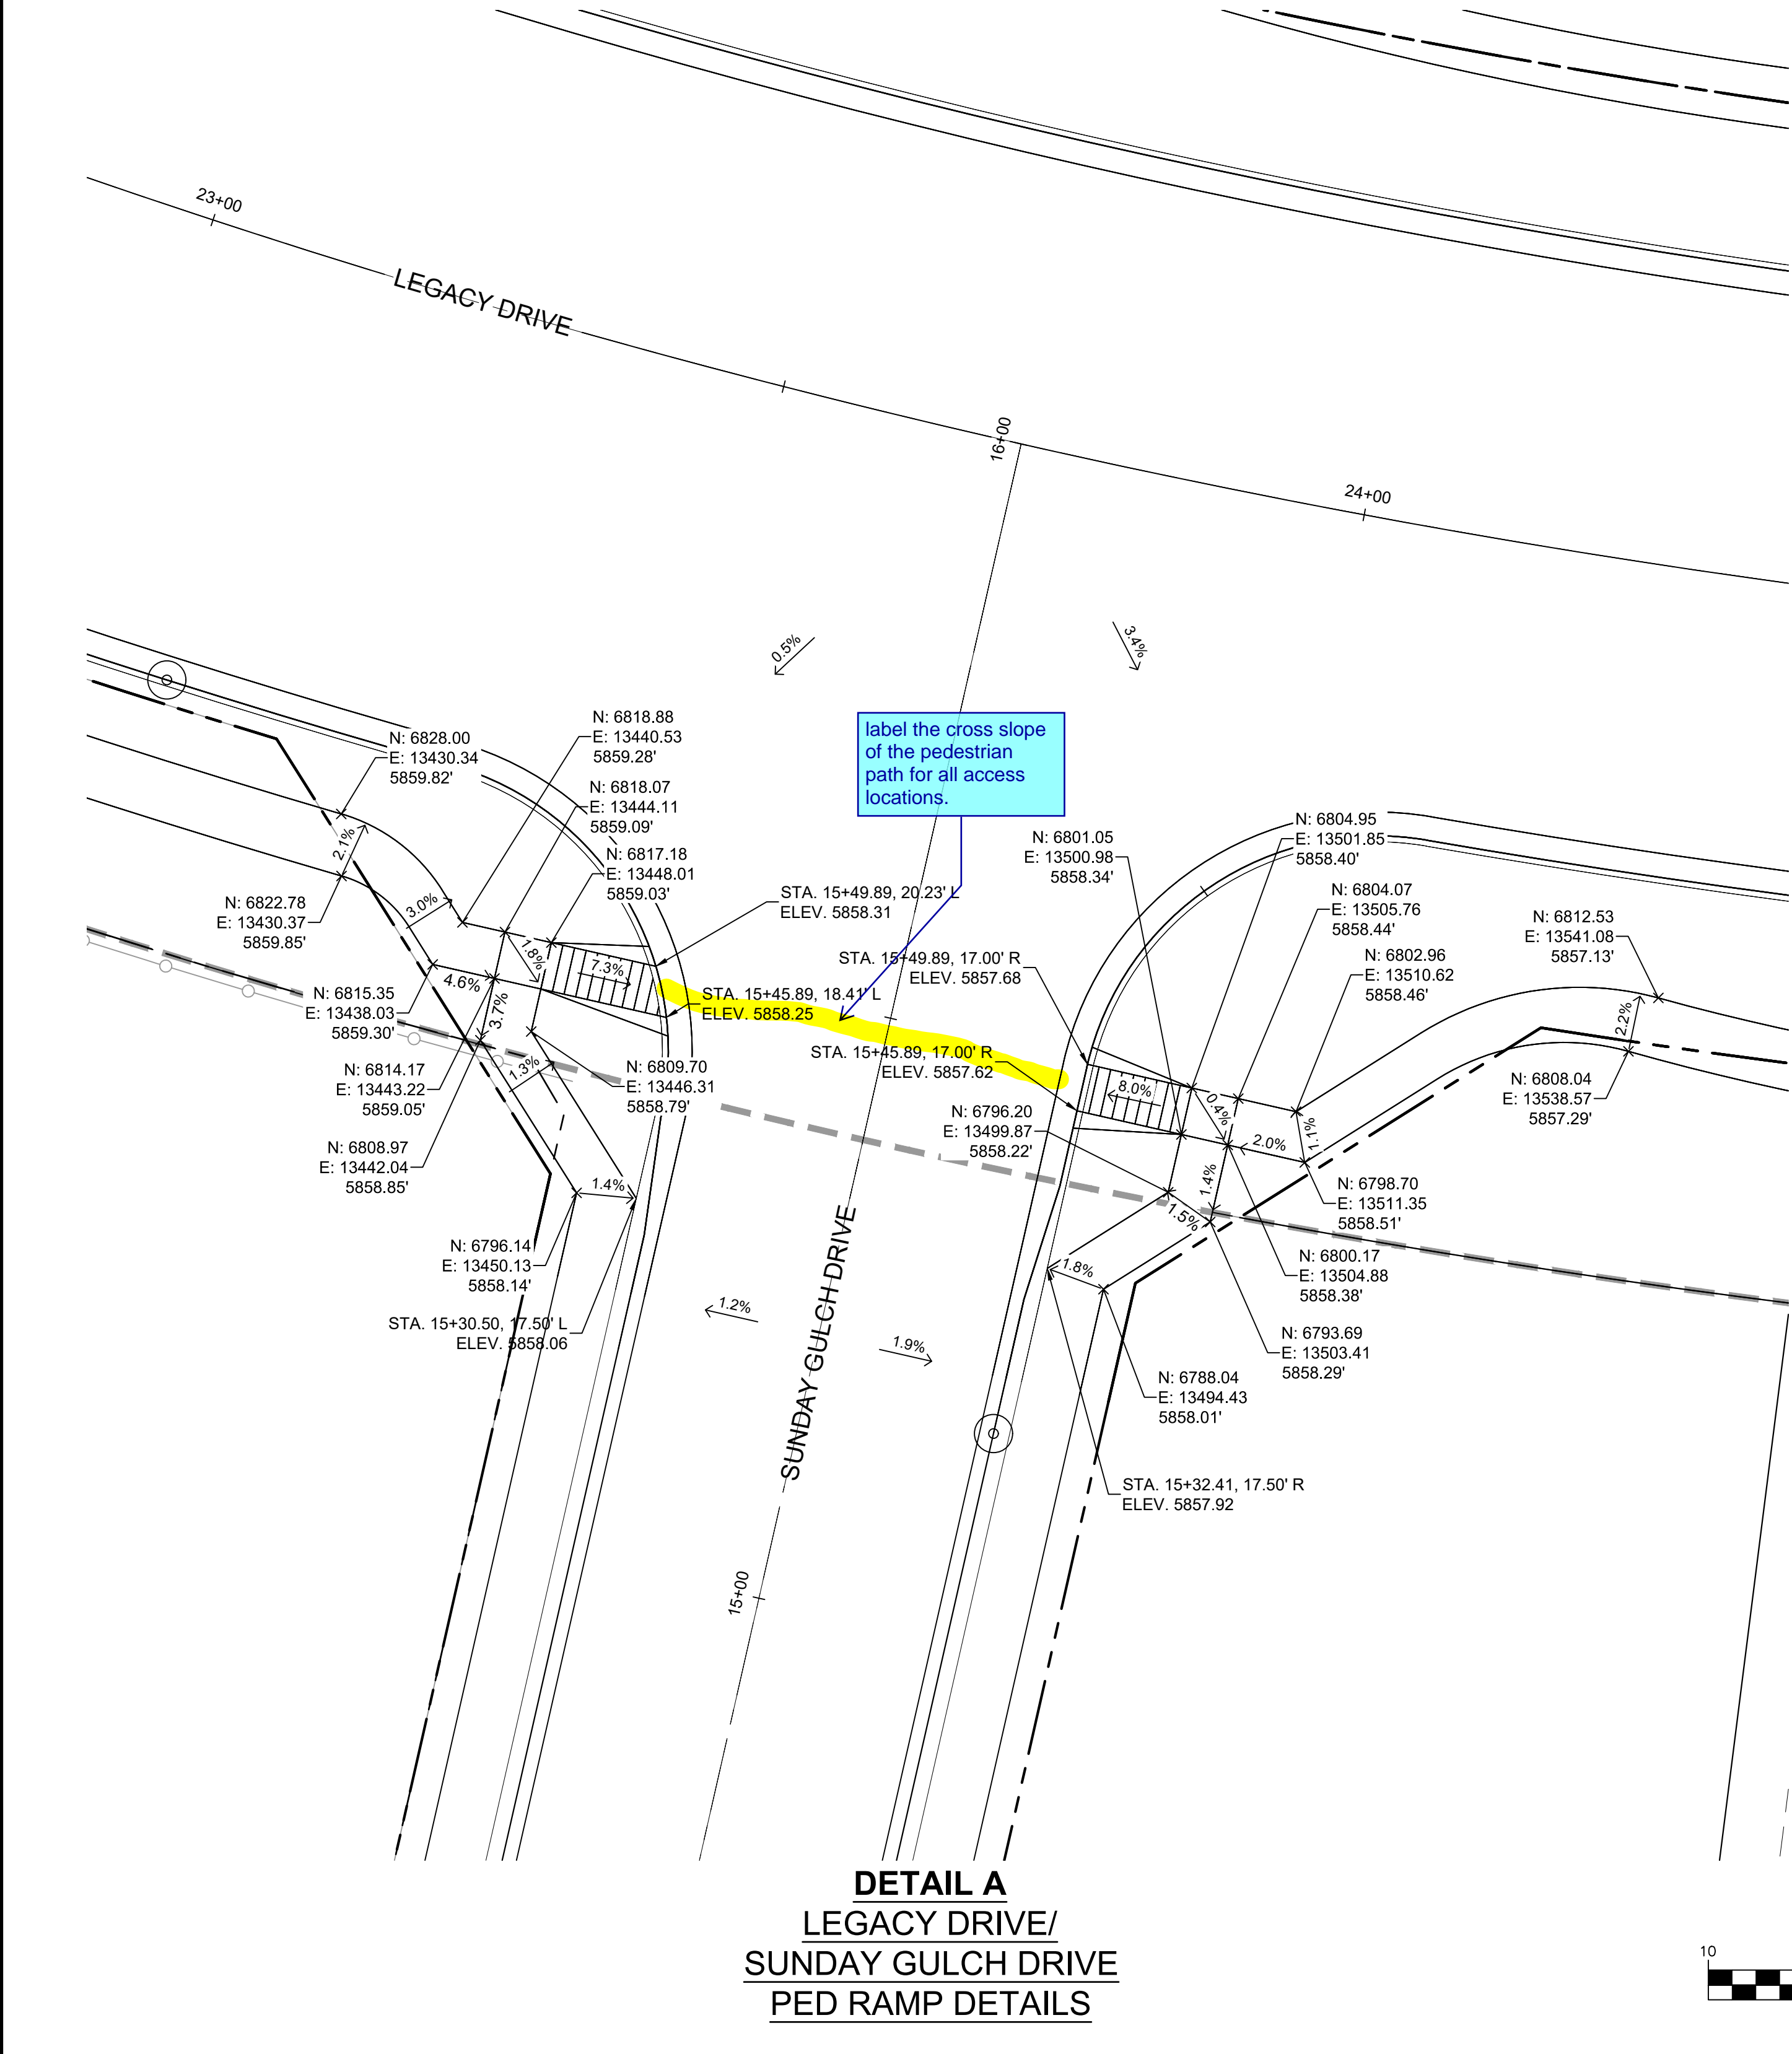 23+00
LEGACY DRIVE
16+00
24+00
0.5%
3.4%
label the cross slope
of the pedestrian
path for all access
locations.
N: 6828.00
E: 13430.34
5859.82'
N: 6818.88
E: 13440.53
5859.28'
N: 6818.07
E: 13444.11
5859.09'
N: 6817.18
E: 13448.01
5859.03'
2.1%
3.0%
N: 6822.78
E: 13430.37
5859.85'
1.8%
7.3%
4.6%
3.7%
1.3%
STA. 15+49.89, 20.23' L
ELEV. 5858.31
STA. 15+45.89, 18.41' L
ELEV. 5858.25
N: 6815.35
E: 13438.03
5859.30'
N: 6814.17
E: 13443.22
5859.05'
N: 6808.97
E: 13442.04
5858.85'
N: 6809.70
E: 13446.31
5858.79'
1.4%
N: 6796.14
E: 13450.13
5858.14'
STA. 15+30.50, 17.50' L
ELEV. 5858.06
N: 6801.05
E: 13500.98
5858.34'
N: 6804.95
E: 13501.85
5858.40'
N: 6804.07
E: 13505.76
5858.44'
N: 6802.96
E: 13510.62
5858.46'
N: 6812.53
E: 13541.08
5857.13'
2.2%
N: 6808.04
E: 13538.57
5857.29'
STA. 15+49.89, 17.00' R
ELEV. 5857.68
STA. 15+45.89, 17.00' R
ELEV. 5857.62
8.0%
0.4%
2.0%
1.1%
1.4%
1.5%
1.8%
N: 6796.20
E: 13499.87
5858.22'
N: 6798.70
E: 13511.35
5858.51'
N: 6800.17
E: 13504.88
5858.38'
N: 6793.69
E: 13503.41
5858.29'
N: 6788.04
E: 13494.43
5858.01'
STA. 15+32.41, 17.50' R
ELEV. 5857.92
1.2%
1.9%
SUNDAY GULCH DRIVE
15+00
DETAIL A
LEGACY DRIVE/
SUNDAY GULCH DRIVE
PED RAMP DETAILS
10